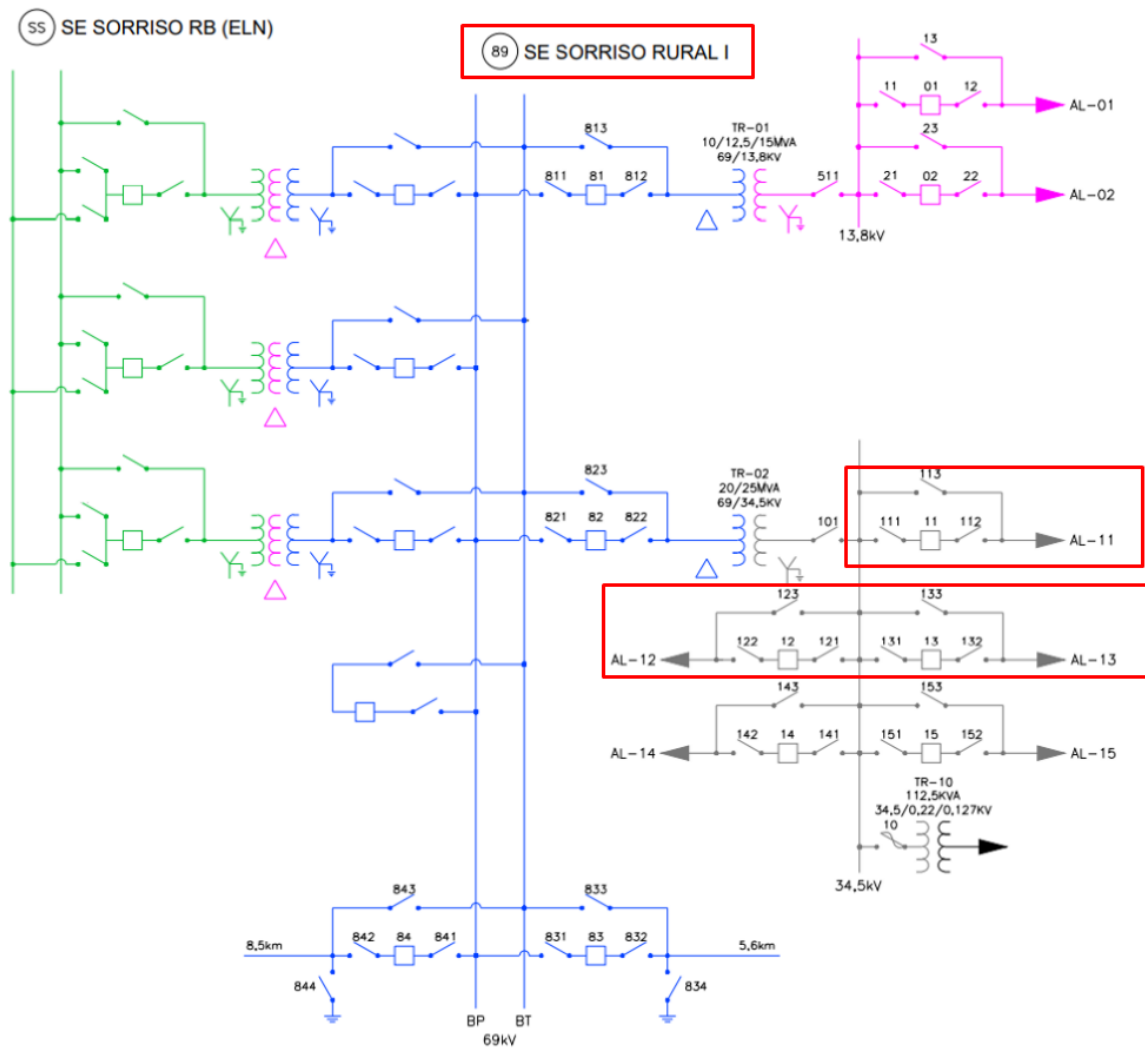 SS SE SORRISO RB (ELN)
89 SE SORRISO RURAL I
13
11 01 12
AL-01
23
21 02 22
AL-02
13,8kV
813
811 81 812
TR-01
10/12,5/15MVA
69/13,8KV
511
823
821 82 822
TR-02
20/25MVA
69/34,5KV
101
113
111 11 112
AL-11
123
133
AL-12
122 12 121
131 13 132
AL-13
143
153
AL-14
142 14 141
151 15 152
AL-15
TR-10
112,5KVA
34,5/0,22/0,127KV
10
34,5kV
843
833
8,5km
842 84 841
831 83 832
5,6km
844
834
BP BT
69kV